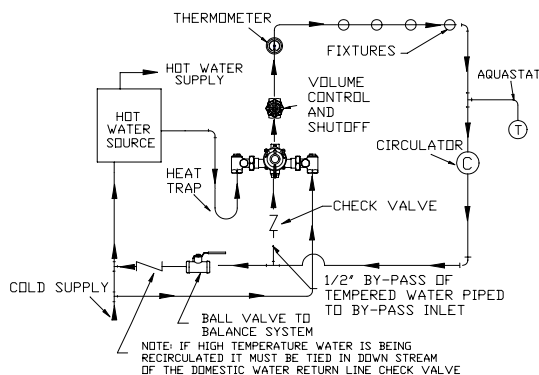 THERMOMETER
FIXTURES
HOT WATER
SUPPLY
AQUASTAT
VOLUME
CONTROL
AND
SHUTOFF
HOT
WATER
SOURCE
T
CIRCULATOR
C
HEAT
TRAP
CHECK VALVE
COLD SUPPLY
1/2" BY-PASS OF
TEMPERED WATER PIPED
TO BY-PASS INLET
BALL VALVE TO
BALANCE SYSTEM
NOTE: IF HIGH TEMPERATURE WATER IS BEING
RECIRCULATED IT MUST BE TIED IN DOWN STREAM
OF THE DOMESTIC WATER RETURN LINE CHECK VALVE